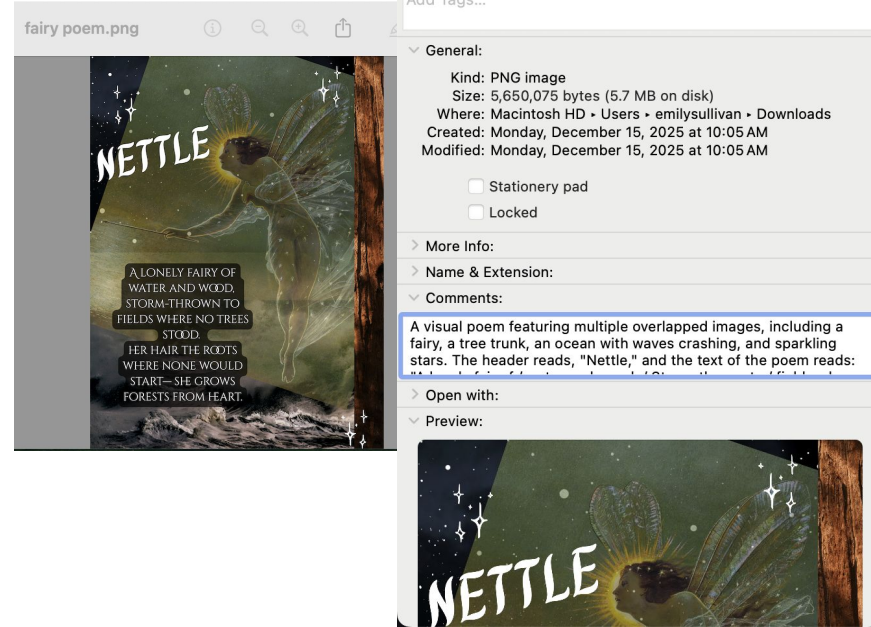 fairy poem.png
NETTLE
A LONELY FAIRY OF
WATER AND WOOD,
STORM-THROWN TO
FIELDS WHERE NO TREES
STOOD.
HER HAIR THE ROOTS
WHERE NONE WOULD
START— SHE GROWS
FORESTS FROM HEART.
Add Tags...
General:
Kind: PNG image
Size: 5,650,075 bytes (5.7 MB on disk)
Where: Macintosh HD ▸ Users ▸ emilysullivan ▸ Downloads
Created: Monday, December 15, 2025 at 10:05 AM
Modified: Monday, December 15, 2025 at 10:05 AM
Stationery pad
Locked
More Info:
Name & Extension:
Comments:
A visual poem featuring multiple overlapped images, including a
fairy, a tree trunk, an ocean with waves crashing, and sparkling
stars. The header reads, "Nettle," and the text of the poem reads:
Open with:
Preview:
NETTLE